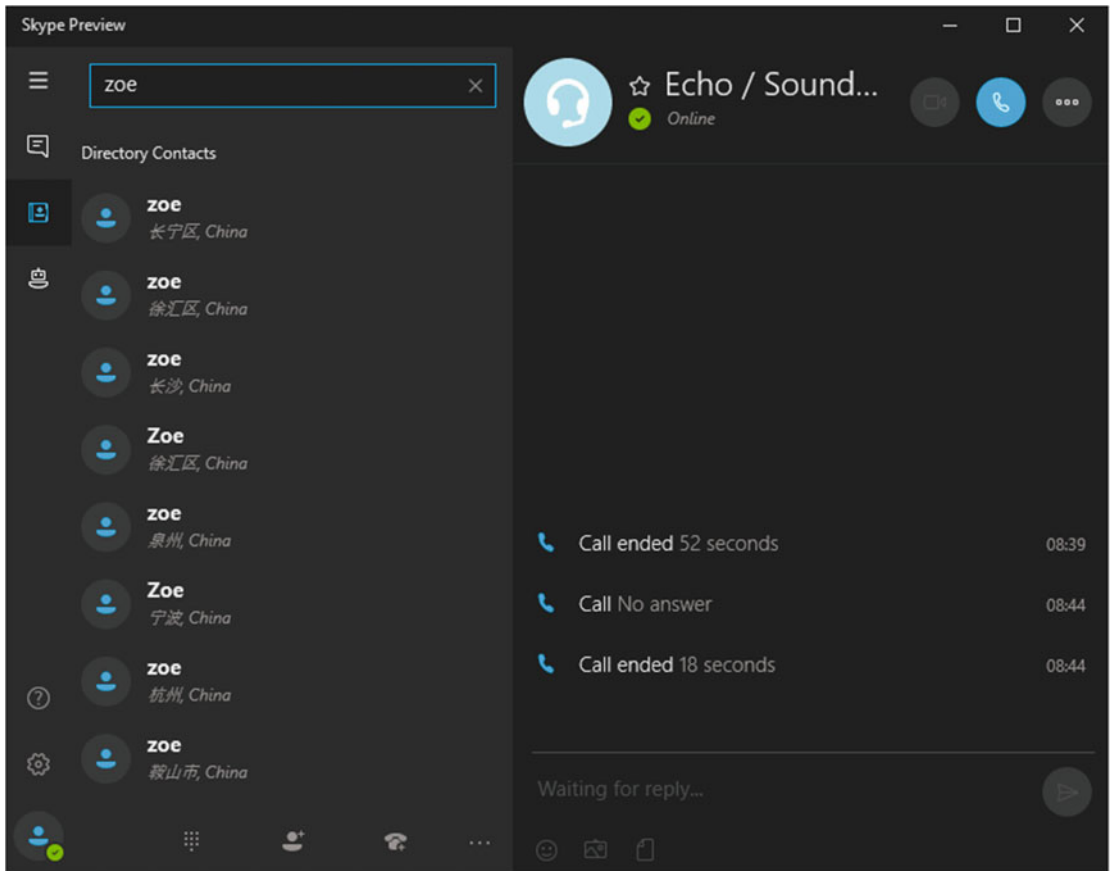 Skype Preview
zoe
Directory Contacts
zoe
长宁区, China
zoe
徐汇区, China
zoe
长沙, China
Zoe
徐汇区, China
zoe
泉州, China
Zoe
宁波, China
zoe
杭州, China
zoe
鞍山市, China
Echo / Sound...
Online
Call ended 52 seconds 08:39
Call No answer 08:44
Call ended 18 seconds 08:44
Waiting for reply...